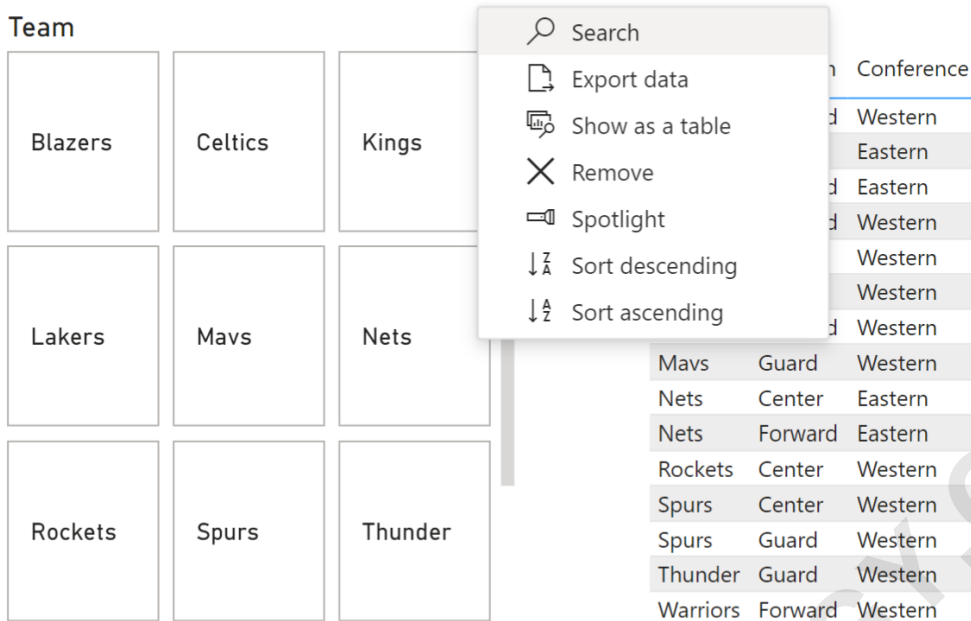 Team
Blazers Celtics Kings
Lakers Mavs Nets
Rockets Spurs Thunder
Search
Export data
Show as a table
Remove
Spotlight
Sort descending
Sort ascending
Conference
Western
Eastern
Eastern
Western
Western
Western
Western
Mavs Guard Western
Nets Center Eastern
Nets Forward Eastern
Rockets Center Western
Spurs Center Western
Spurs Guard Western
Thunder Guard Western
Warriors Forward Western